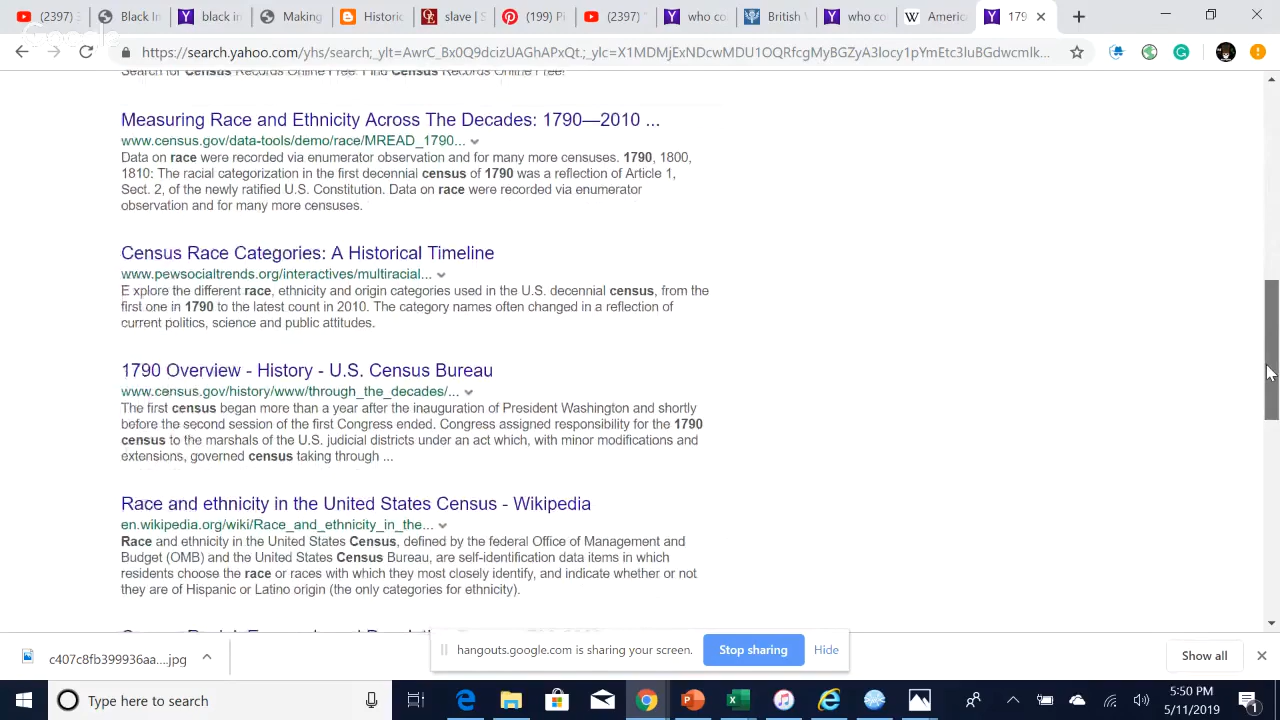 (2397) S
Black In
black in
Making
Historic
slave |
(199) Pi
(2397) "
who co
British
who co
Americ
179
https://search.yahoo.com/yhs/search;_ylt=AwrC_Bx0Q9dcizUAGhAPxQt.;_ylc=X1MDMjExNDcwMDU1OQRfcgMyBGZyA3locy1pYmEtc3luBGdwcmlk...
Search for Census Records Online Free. Find Census Records Online Free!
Measuring Race and Ethnicity Across The Decades: 1790—2010 ...
www.census.gov/data-tools/demo/race/MREAD_1790...
Data on race were recorded via enumerator observation and for many more censuses. 1790, 1800,
1810: The racial categorization in the first decennial census of 1790 was a reflection of Article 1,
Sect. 2, of the newly ratified U.S. Constitution. Data on race were recorded via enumerator
observation and for many more censuses.
Census Race Categories: A Historical Timeline
www.pewsocialtrends.org/interactives/multiracial...
E xplore the different race, ethnicity and origin categories used in the U.S. decennial census, from the
first one in 1790 to the latest count in 2010. The category names often changed in a reflection of
current politics, science and public attitudes.
1790 Overview - History - U.S. Census Bureau
www.census.gov/history/www/through_the_decades/...
The first census began more than a year after the inauguration of President Washington and shortly
before the second session of the first Congress ended. Congress assigned responsibility for the 1790
census to the marshals of the U.S. judicial districts under an act which, with minor modifications and
extensions, governed census taking through ...
Race and ethnicity in the United States Census - Wikipedia
en.wikipedia.org/wiki/Race_and_ethnicity_in_the...
Race and ethnicity in the United States Census, defined by the federal Office of Management and
Budget (OMB) and the United States Census Bureau, are self-identification data items in which
residents choose the race or races with which they most closely identify, and indicate whether or not
they are of Hispanic or Latino origin (the only categories for ethnicity).
hangouts.google.com is sharing your screen.
Stop sharing
Hide
c407c8fb399936aa....jpg
Show all
Type here to search
5:50 PM
5/11/2019
1